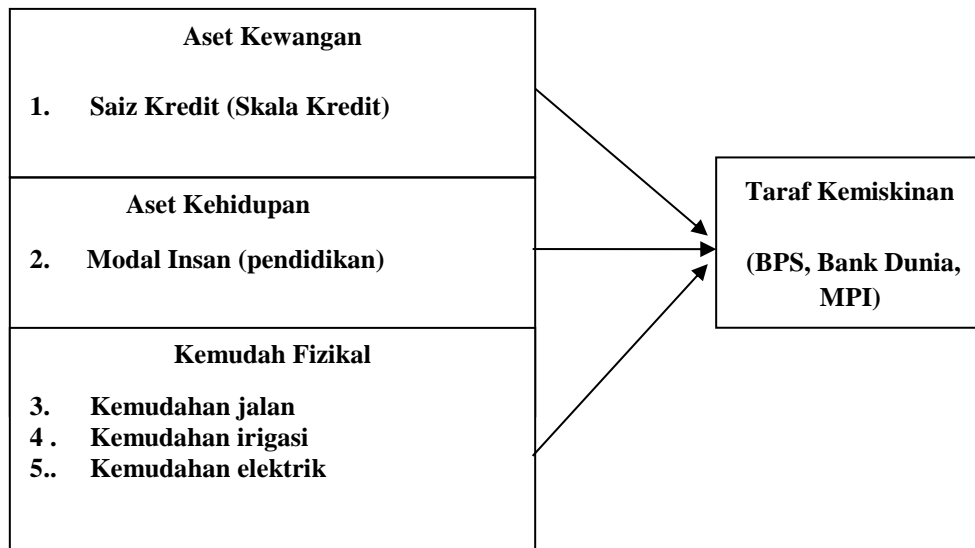 Aset Kewangan
1. Saiz Kredit (Skala Kredit)
Aset Kehidupan
2. Modal Insan (pendidikan)
Kemudah Fizikal
3. Kemudahan jalan
4 . Kemudahan irigasi
5.. Kemudahan elektrik
Taraf Kemiskinan
(BPS, Bank Dunia,
MPI)